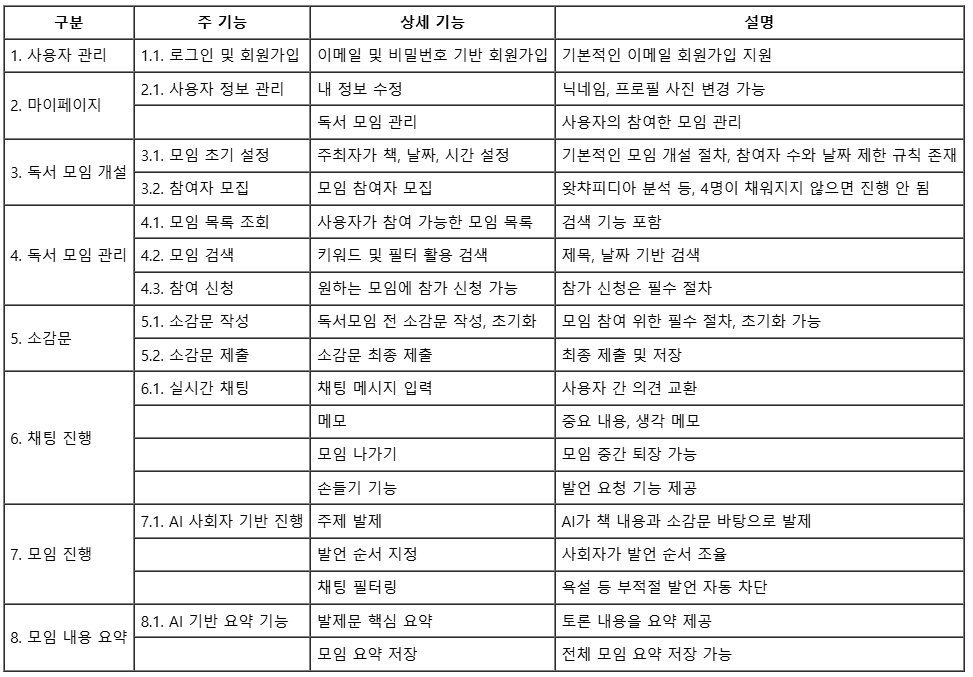 구분 주 기능 상세 기능 설명
1. 사용자 관리 1.1. 로그인 및 회원가입 이메일 및 비밀번호 기반 회원가입 기본적인 이메일 회원가입 지원
2. 마이페이지 2.1. 사용자 정보 관리 내 정보 수정 닉네임, 프로필 사진 변경 가능
독서 모임 관리 사용자의 참여한 모임 관리
3. 독서 모임 개설 3.1. 모임 초기 설정 주최자가 책, 날짜, 시간 설정 기본적인 모임 개설 절차, 참여자 수와 날짜 제한 규칙 존재
3.2. 참여자 모집 모임 참여자 모집 왓챠피디아 분석 등, 4명이 채워지지 않으면 진행 안 됨
4. 독서 모임 관리 4.1. 모임 목록 조회 사용자가 참여 가능한 모임 목록 검색 기능 포함
4.2. 모임 검색 키워드 및 필터 활용 검색 제목, 날짜 기반 검색
4.3. 참여 신청 원하는 모임에 참가 신청 가능 참가 신청은 필수 절차
5. 소감문 5.1. 소감문 작성 독서모임 전 소감문 작성, 초기화 모임 참여 위한 필수 절차, 초기화 가능
5.2. 소감문 제출 소감문 최종 제출 최종 제출 및 저장
6. 채팅 진행 6.1. 실시간 채팅 채팅 메시지 입력 사용자 간 의견 교환
메모 중요 내용, 생각 메모
모임 나가기 모임 중간 퇴장 가능
손들기 기능 발언 요청 기능 제공
7. 모임 진행 7.1. AI 사회자 기반 진행 주제 발제 AI가 책 내용과 소감문 바탕으로 발제
발언 순서 지정 사회자가 발언 순서 조율
채팅 필터링 욕설 등 부적절 발언 자동 차단
8. 모임 내용 요약 8.1. AI 기반 요약 기능 발제문 핵심 요약 토론 내용을 요약 제공
모임 요약 저장 전체 모임 요약 저장 가능